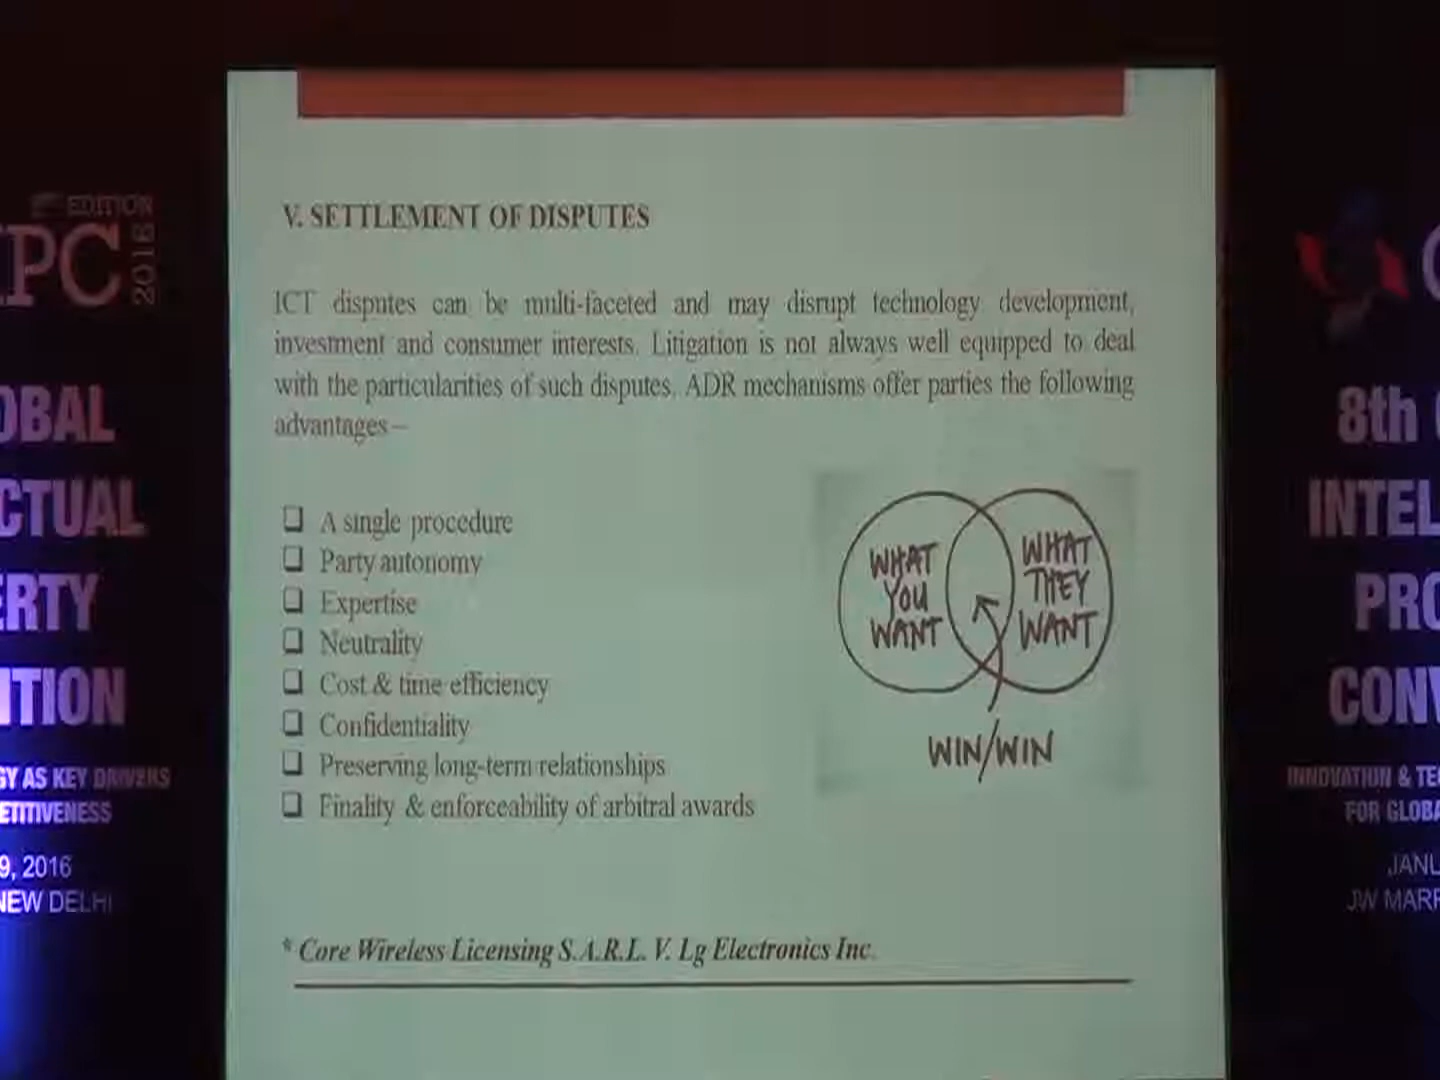 EDITION
IPC 2016
OBAL
CTUAL
ERTY
NTION
GY AS KEY DRIVERS
ETITIVENESS
9, 2016
NEW DELHI
V. SETTLEMENT OF DISPUTES
ICT disputes can be multi-faceted and may disrupt technology development,
investment and consumer interests. Litigation is not always well equipped to deal
with the particularities of such disputes. ADR mechanisms offer parties the following
advantages –
A single procedure
Party autonomy
Expertise
Neutrality
Cost & time efficiency
Confidentiality
Preserving long-term relationships
Finality & enforceability of arbitral awards
WHAT
YOU
WANT
WHAT
THEY
WANT
WIN/WIN
* Core Wireless Licensing S.A.R.L. V. Lg Electronics Inc.
8th
INTEL
PRO
CONV
INNOVATION & TE
FOR GLOBA
JANU
JW MARR